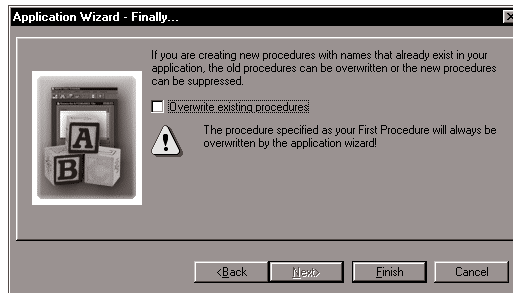 Application Wizard - Finally...
If you are creating new procedures with names that already exist in your
application, the old procedures can be overwritten or the new procedures
can be suppressed.
Overwrite existing procedures
The procedure specified as your First Procedure will always be
overwritten by the application wizard!
A
B
<Back
Next>
Finish
Cancel